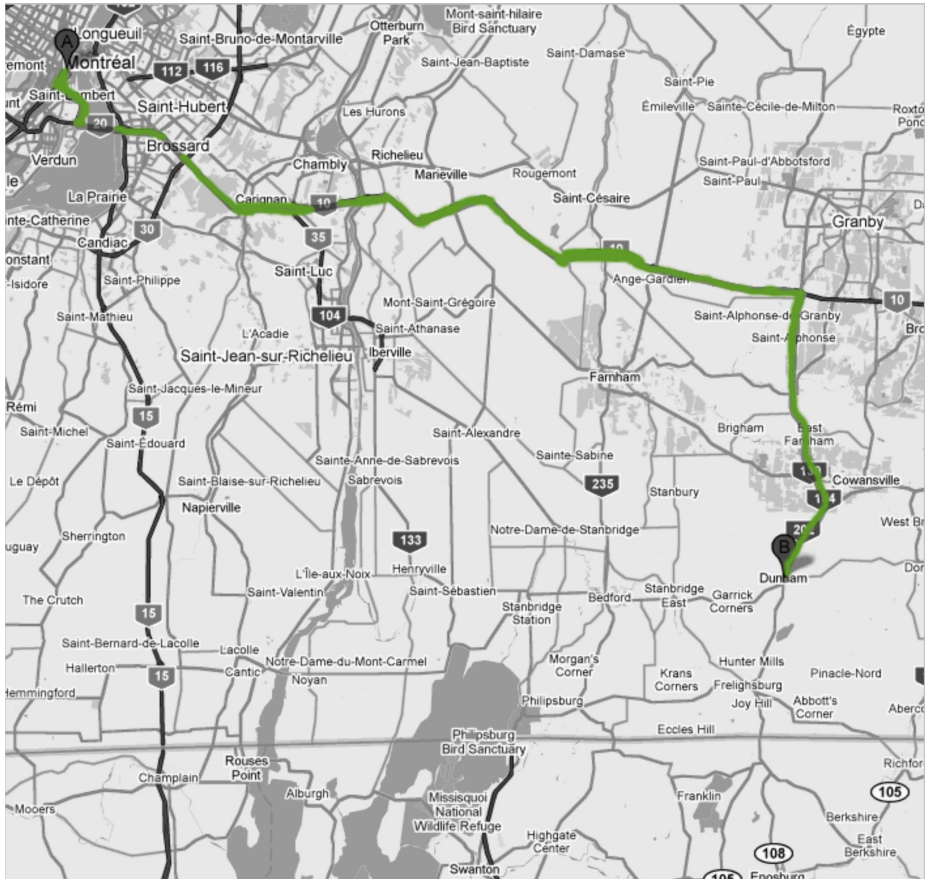 Mont-saint-hilaire
Bird Sanctuary
Otterburn
Park
Égypte
Longueuil
A
Saint-Bruno-de-Montarville
Saint-Damase
Montréal
Saint-Jean-Baptiste
112
116
Saint-Pie
Saint-Lambert
Saint-Hubert
Les Hurons
Émileville
Sainte-Cécile-de-Milton
20
Brossard
Verdun
Chambly
Richelieu
Marieville
Rougemont
Saint-Paul-d'Abbotsford
Saint-Paul
La Prairie
Carignan
10
Saint-Césaire
Granby
Candiac
30
35
Saint-Luc
Ange-Gardien
Saint-Philippe
Mont-Saint-Grégoire
10
Saint-Mathieu
104
Saint-Athanase
Saint-Alphonse-de-Granby
L'Acadie
Saint-Alphonse
Saint-Jean-sur-Richelieu
Iberville
Farnham
Saint-Jacques-le-Mineur
Rémi
15
Saint-Michel
Saint-Édouard
Saint-Alexandre
Brigham
East
Farnham
Sainte-Sabine
Sainte-Anne-de-Sabrevois
Sabrevois
Le Dépôt
Saint-Blaise-sur-Richelieu
235
Stanbury
Cowansville
Napierville
Sherrington
133
Notre-Dame-de-Stanbridge
202
B
L'Île-aux-Noix
Henryville
Dunham
The Crutch
Saint-Valentin
Saint-Sébastien
Bedford
Stanbridge
East
Garrick
Corners
15
Stanbridge
Station
Saint-Bernard-de-Lacolle
Lacolle
Hallerton
15
Cantic
Notre-Dame-du-Mont-Carmel
Noyan
Morgan's
Corner
Hunter Mills
Krans
Corners
Pinacle-Nord
Hemmingford
Frelighsburg
Joy Hill
Abbott's
Corner
Philipsburg
Eccles Hill
Philipsburg
Bird Sanctuary
Rouses
Point
Champlain
Alburgh
Mooers
Missisquoi
National
Wildlife Refuge
Franklin
105
Berkshire
Highgate
Center
East
Berkshire
108
Swanton
105